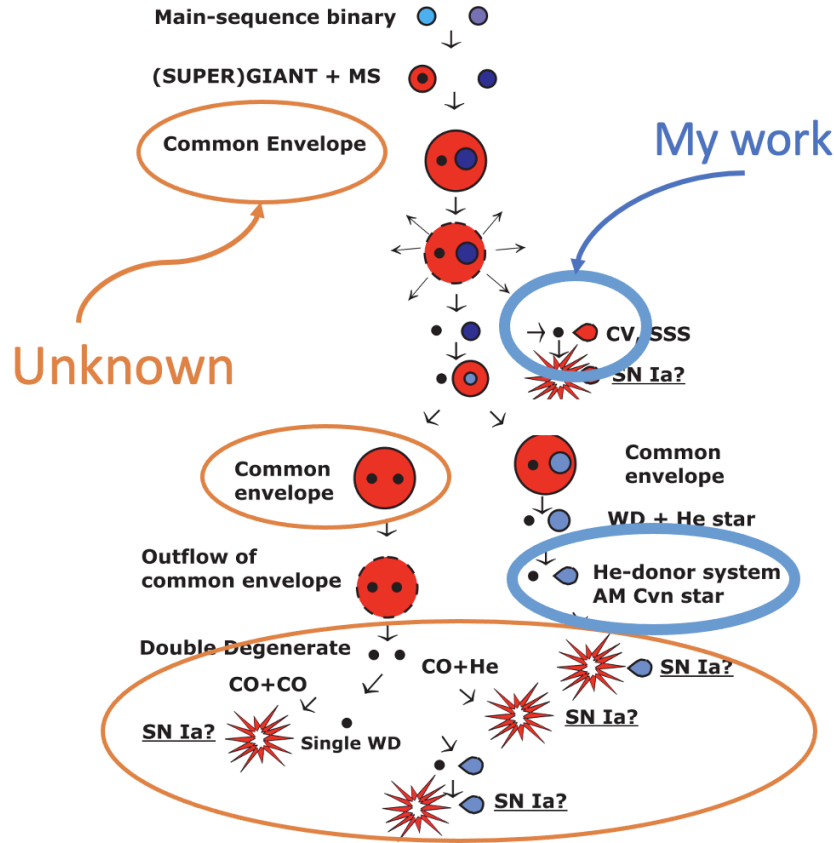 Main-sequence binary
(SUPER)GIANT + MS
Common Envelope
My work
Unknown
CV, SSS
SN Ia?
Common
envelope
Common
envelope
WD + He star
Outflow of
common envelope
He-donor system
AM Cvn star
Double Degenerate
CO+CO
CO+He
SN Ia?
SN Ia?
SN Ia?
Single WD
SN Ia?